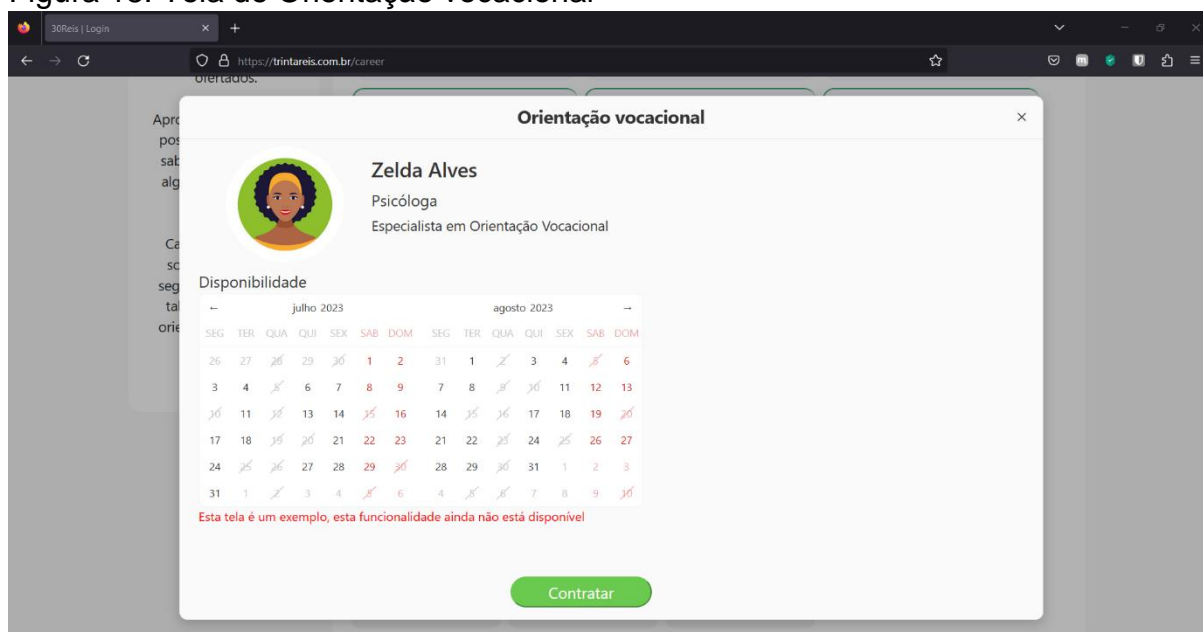 30Reis | Login
https://trintareis.com.br/career
ofertados.
Orientação vocacional
Zelda Alves
Psicóloga
Especialista em Orientação Vocacional
Disponibilidade
← julho 2023 agosto 2023 →
SEG TER QUA QUI SEX SAB DOM SEG TER QUA QUI SEX SAB DOM
26 27 28 29 30 1 2 31 1 2 3 4 5 6
3 4 5 6 7 8 9 7 8 9 10 11 12 13
10 11 12 13 14 15 16 14 15 16 17 18 19 20
17 18 19 20 21 22 23 21 22 23 24 25 26 27
24 25 26 27 28 29 30 28 29 30 31 1 2 3
31 1 2 3 4 5 6 4 5 6 7 8 9 10
Esta tela é um exemplo, esta funcionalidade ainda não está disponível
Contratar